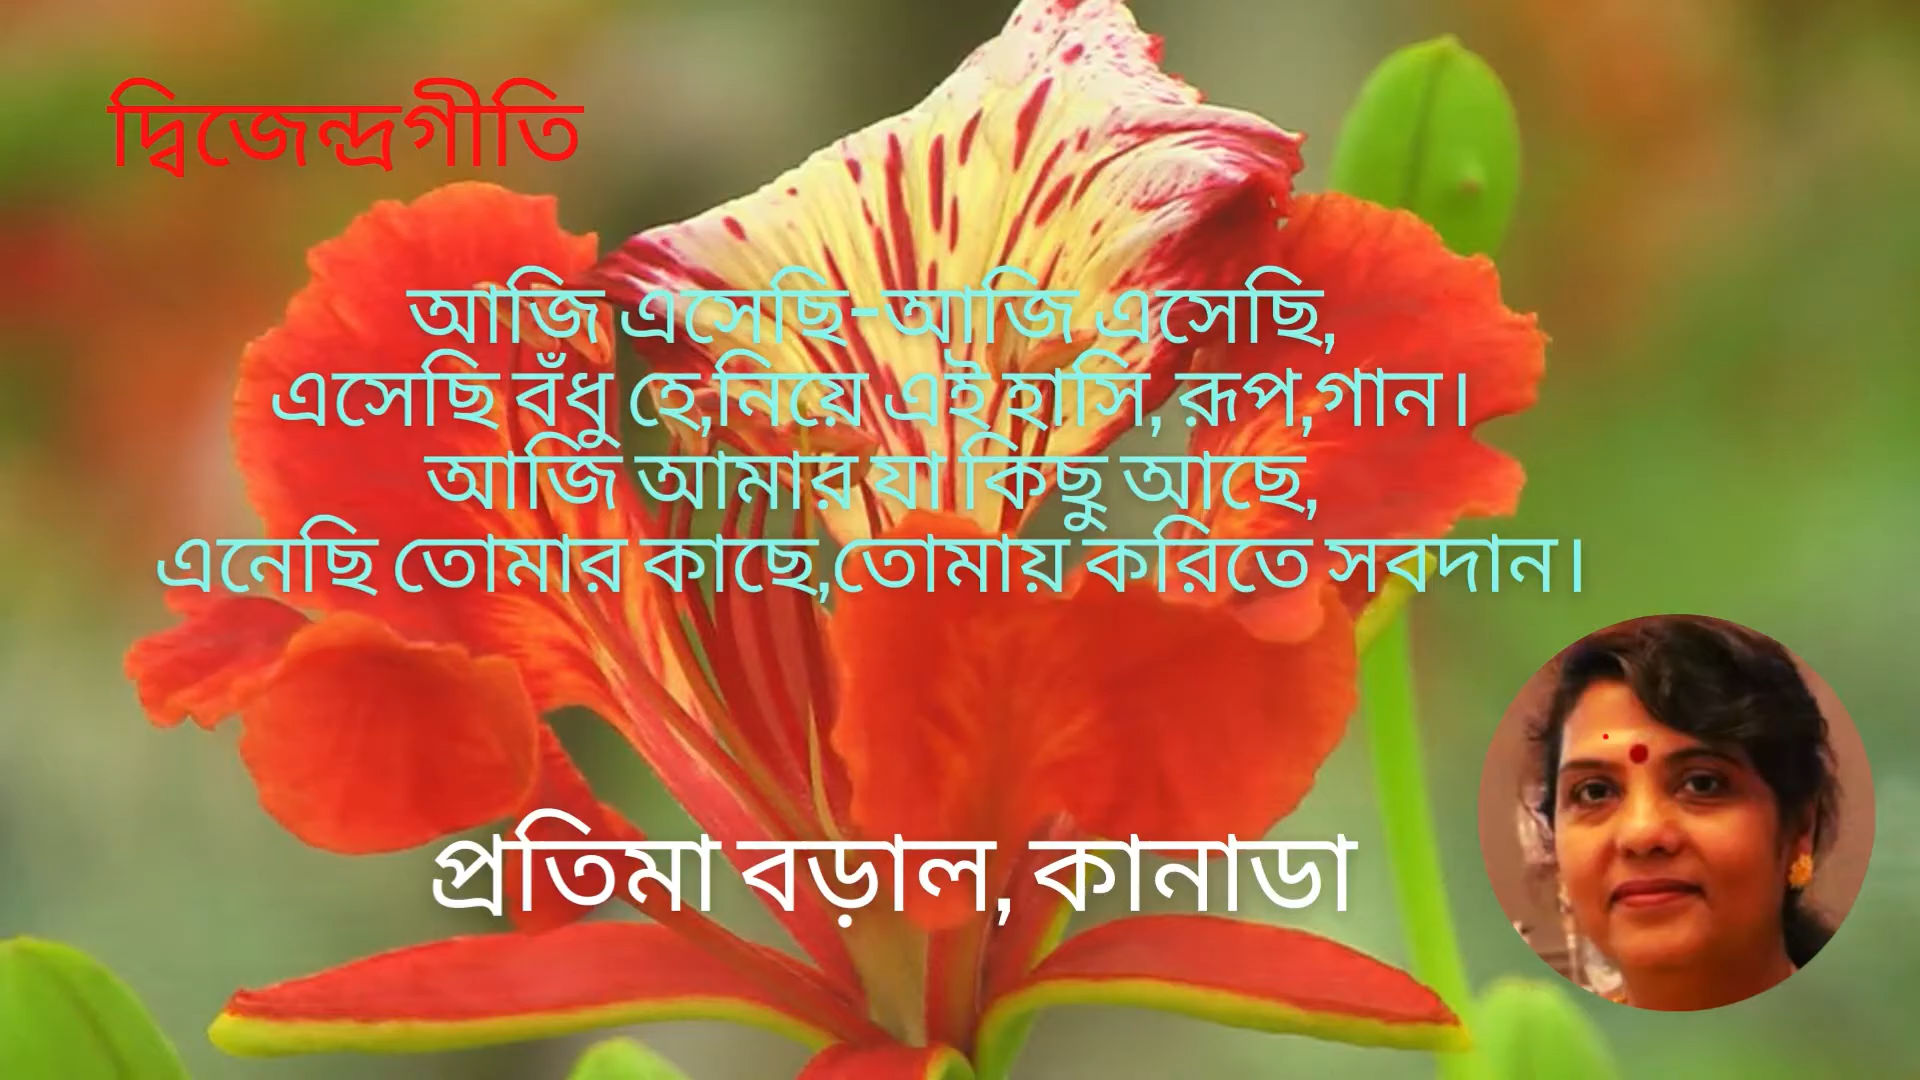 দ্বিজেন্দ্রগীতি
আজি এসেছি-আজি এসেছি,
এসেছি বঁধু হে,নিয়ে এই হাসি, রূপ,গান।
আজি আমার যা কিছু আছে,
এনেছি তোমার কাছে,তোমায় করিতে সবদান।
প্রতিমা বড়াল, কানাডা